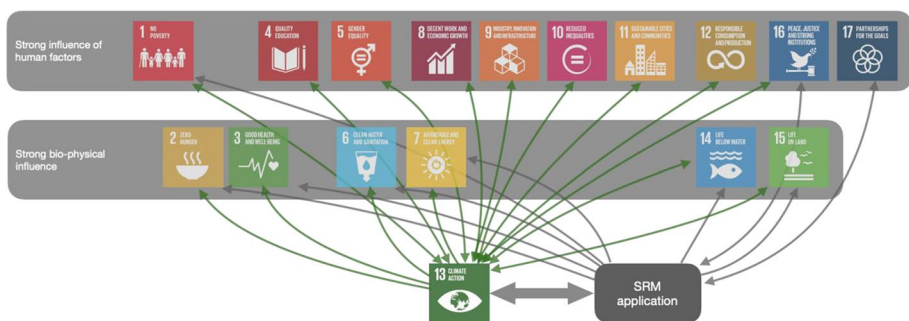 Strong influence of
human factors
1 NO
POVERTY
4 QUALITY
EDUCATION
5 GENDER
EQUALITY
8 DECENT WORK AND
ECONOMIC GROWTH
9 INDUSTRY, INNOVATION
AND INFRASTRUCTURE
10 REDUCED
INEQUALITIES
11 SUSTAINABLE CITIES
AND COMMUNITIES
12 RESPONSIBLE
CONSUMPTION
AND PRODUCTION
16 PEACE, JUSTICE
AND STRONG
INSTITUTIONS
17 PARTNERSHIPS
FOR THE GOALS
Strong bio-physical
influence
2 ZERO
HUNGER
3 GOOD HEALTH
AND WELL-BEING
6 CLEAN WATER
AND SANITATION
7 AFFORDABLE AND
CLEAN ENERGY
14 LIFE
BELOW WATER
15 LIFE
ON LAND
13 CLIMATE
ACTION
SRM
application